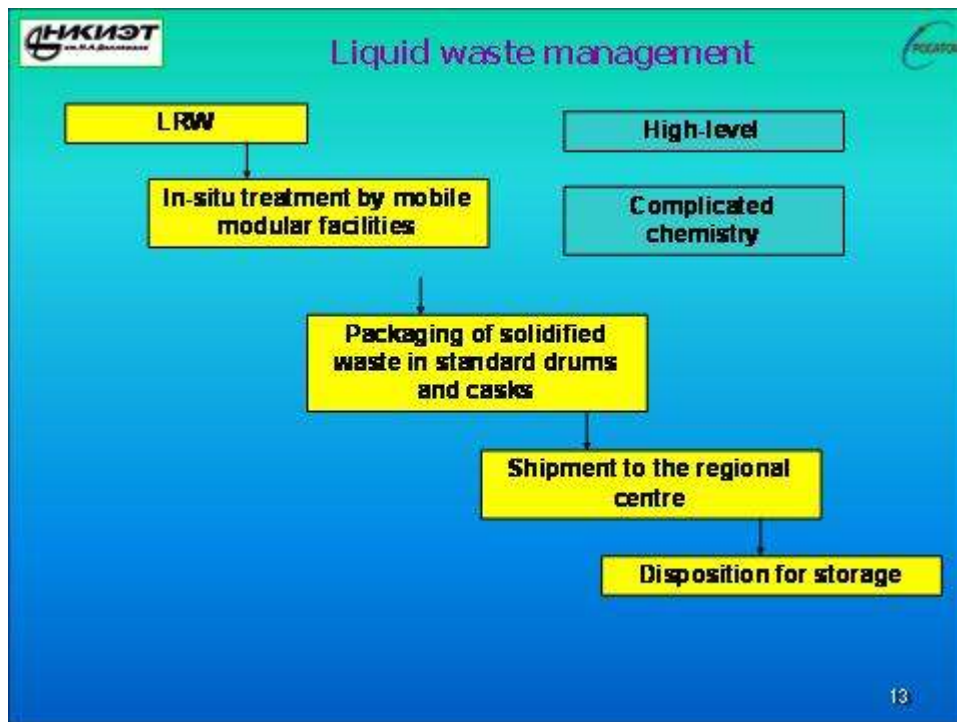 НИКИЭТ
Liquid waste management
LRW
High-level
In-situ treatment by mobile
modular facilities
Complicated
chemistry
Packaging of solidified
waste in standard drums
and casks
Shipment to the regional
centre
Disposition for storage
13